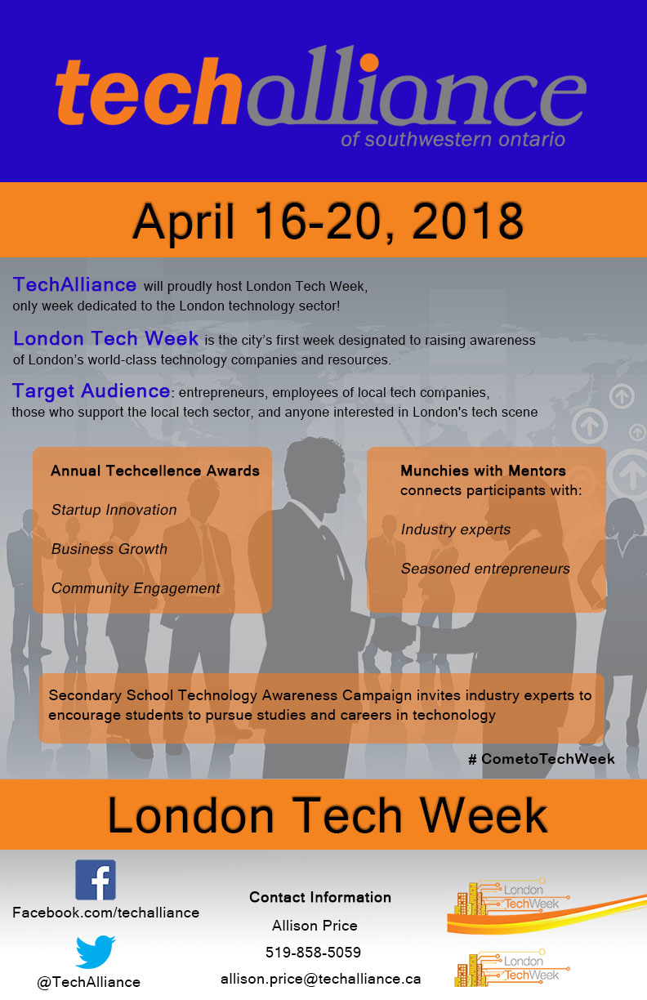 techalliance
of southwestern ontario
April 16-20, 2018
TechAlliance will proudly host London Tech Week,
only week dedicated to the London technology sector!
London Tech Week is the city’s first week designated to raising awareness
of London’s world-class technology companies and resources.
Target Audience: entrepreneurs, employees of local tech companies,
those who support the local tech sector, and anyone interested in London's tech scene
Annual Techcellence Awards
Startup Innovation
Business Growth
Community Engagement
Munchies with Mentors
connects participants with:
Industry experts
Seasoned entrepreneurs
Secondary School Technology Awareness Campaign invites industry experts to
encourage students to pursue studies and careers in techonology
# CometoTechWeek
London Tech Week
Facebook.com/techalliance
@TechAlliance
Contact Information
Allison Price
519-858-5059
allison.price@techalliance.ca
London
TechWeek
London
TechWeek